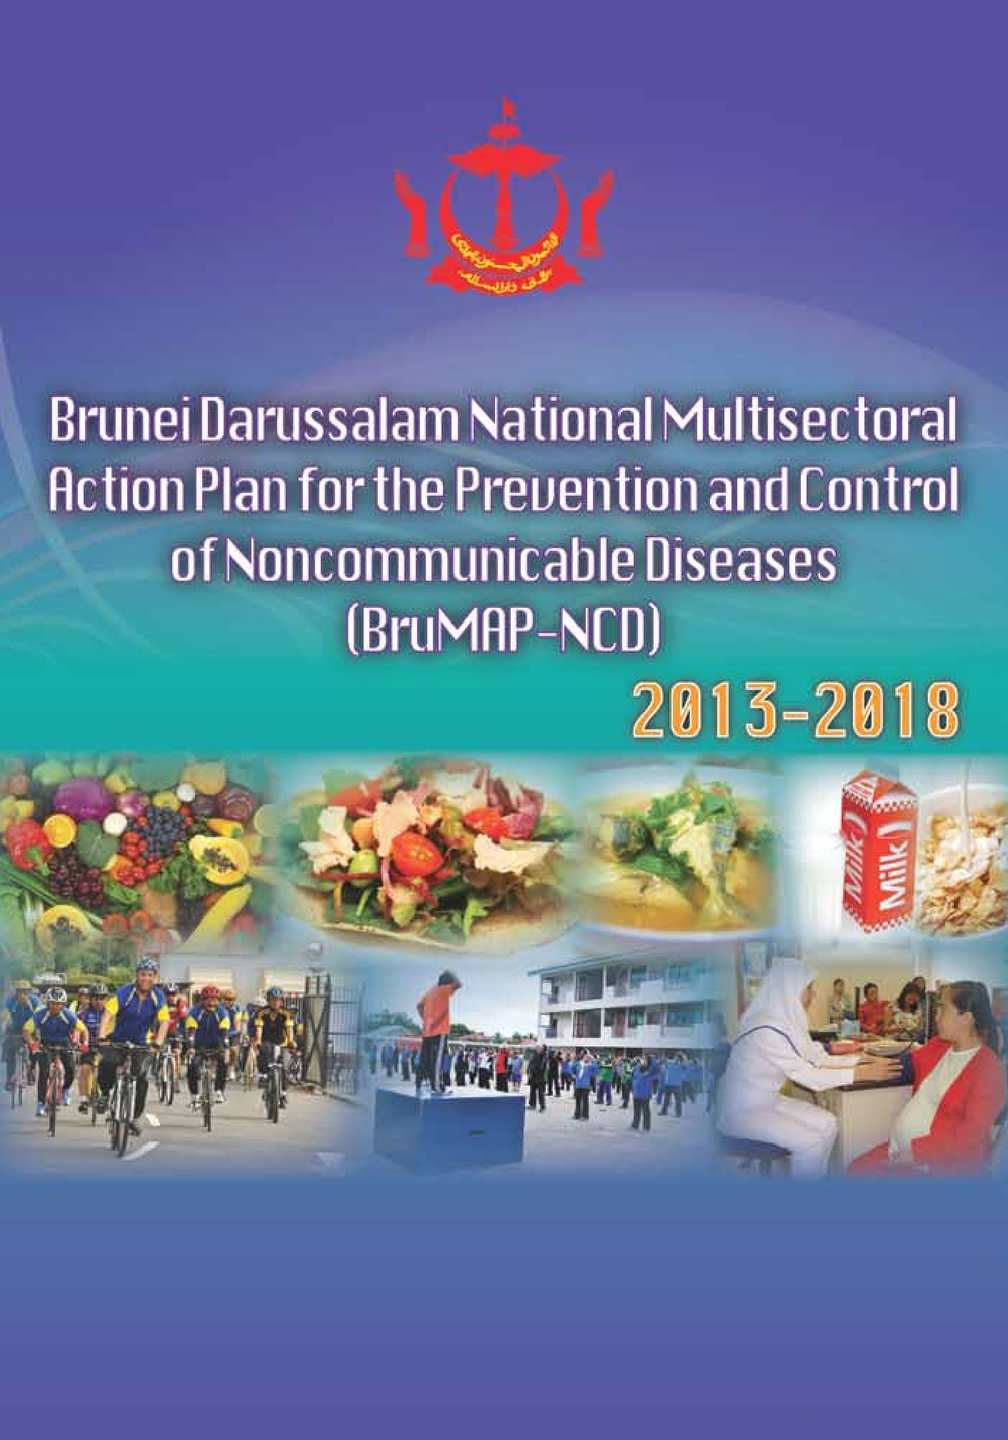 Brunei Darussalam National Multisectoral
Action Plan for the Prevention and Control
of Noncommunicable Diseases
(BruMAP-NCD)
2013-2018
Milk
Milk